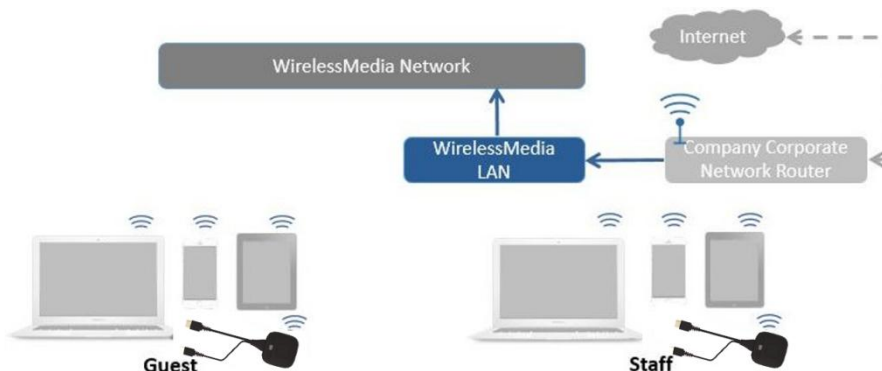 Internet
WirelessMedia Network
WirelessMedia
LAN
Company Corporate
Network Router
Guest
Staff